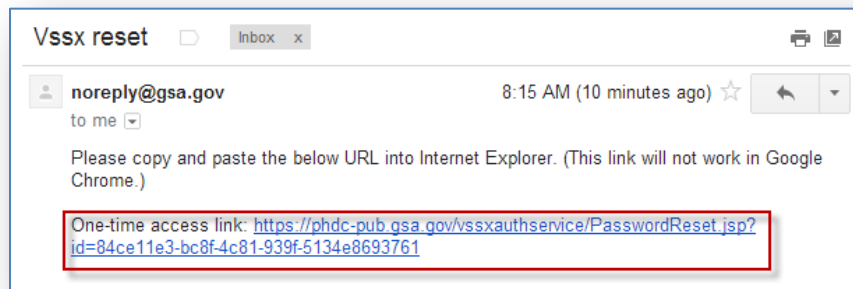 Vssx reset
Inbox x
noreply@gsa.gov
8:15 AM (10 minutes ago)
to me
Please copy and paste the below URL into Internet Explorer. (This link will not work in Google
Chrome.)
One-time access link: https://phdc-pub.gsa.gov/vssxauthservice/PasswordReset.jsp?
id=84ce11e3-bc8f-4c81-939f-5134e8693761